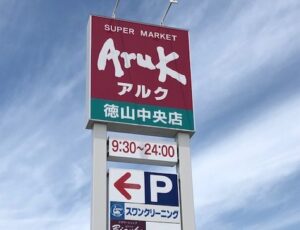 SUPER MARKET
Aruk
アルク
徳山中央店
9:30~24:00
← P
スワンクリーニング